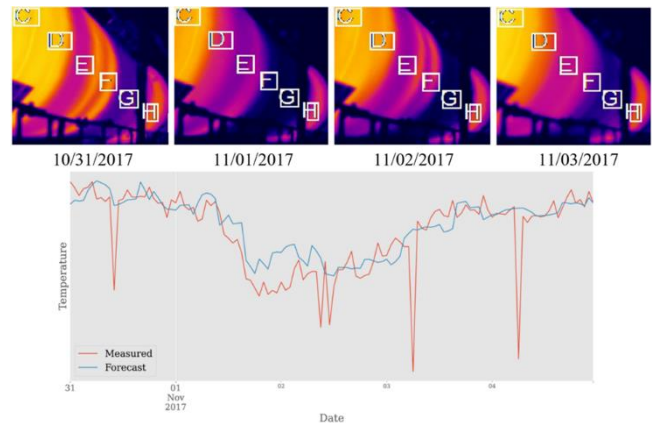 C D E F G H
C D E F G H
C D E F G H
C D E F G H
10/31/2017 11/01/2017 11/02/2017 11/03/2017
Temperature
Measured
Forecast
31 01 02 03 04
Nov
2017
Date